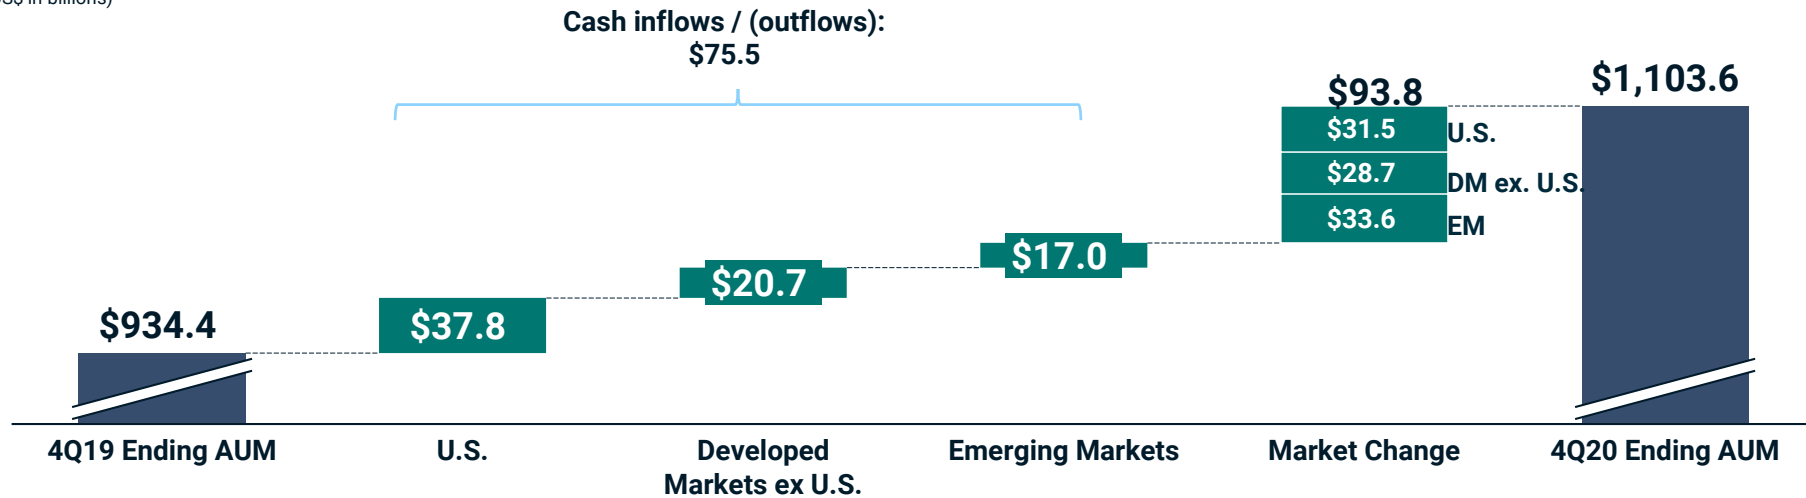 in billions)
Cash inflows / (outflows):
$75.5
$93.8
$1,103.6
$31.5
U.S.
$28.7
DM ex. U.S.
$33.6
EM
$17.0
$20.7
$37.8
$934.4
4Q19 Ending AUM
U.S.
Developed
Markets ex U.S.
Emerging Markets
Market Change
4Q20 Ending AUM